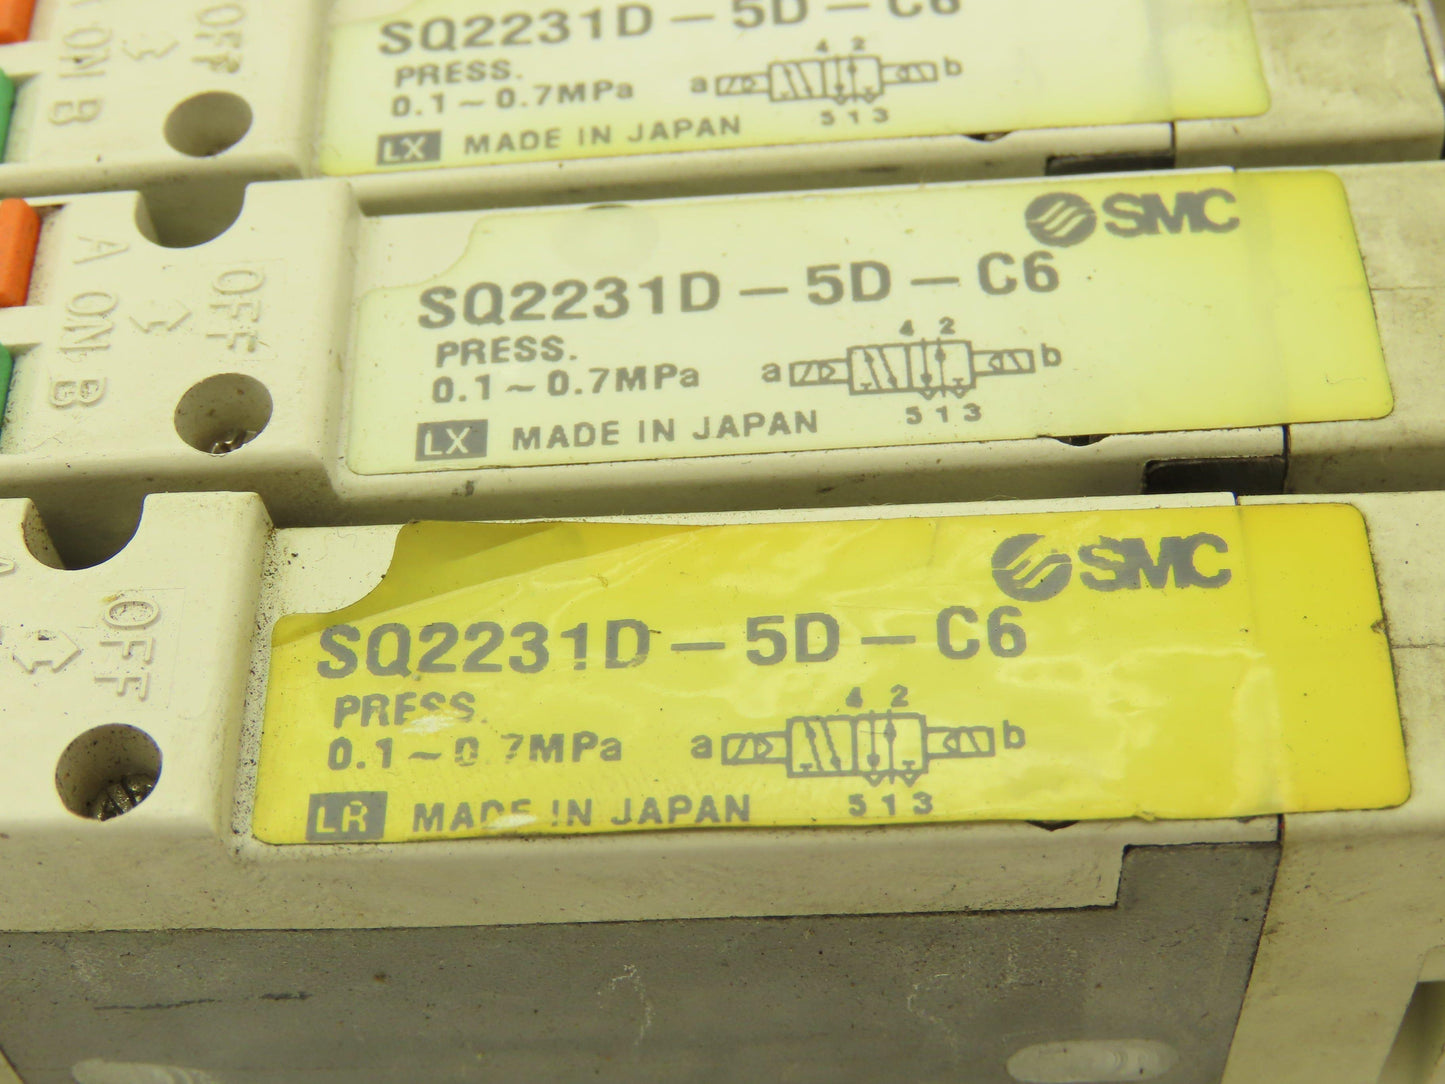 A ON B
OFF
SQ2231D-5D-C6
PRESS.
0.1~0.7MPa
4 2
a b
5 1 3
LX MADE IN JAPAN
A ON B
OFF
SMC
SQ2231D-5D-C6
PRESS.
0.1~0.7MPa
4 2
a b
5 1 3
LX MADE IN JAPAN
A
OFF
SMC
SQ2231D-5D-C6
PRESS.
0.1~0.7MPa
4 2
a b
5 1 3
LR MADE IN JAPAN